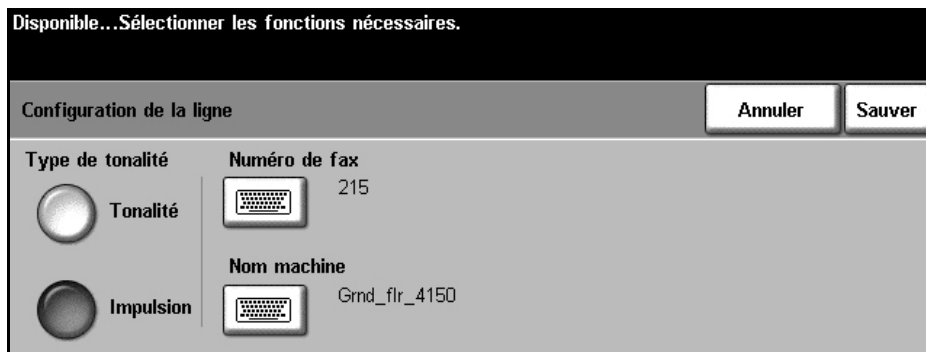 Disponible...Sélectionner les fonctions nécessaires.
Configuration de la ligne
Annuler
Sauver
Type de tonalité
Numéro de fax
215
Tonalité
Nom machine
Grnd_flr_4150
Impulsion